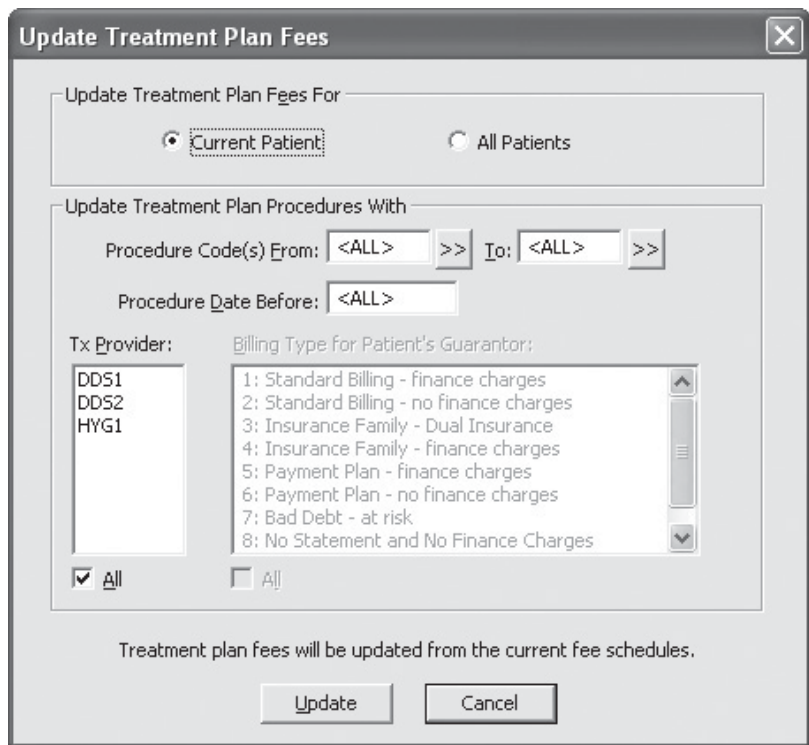 Update Treatment Plan Fees
Update Treatment Plan Fees For
Current Patient All Patients
Update Treatment Plan Procedures With
Procedure Code(s) From: <ALL> >> To: <ALL> >>
Procedure Date Before: <ALL>
Tx Provider: Billing Type for Patient's Guarantor:
DDS1 1: Standard Billing - finance charges
DDS2 2: Standard Billing - no finance charges
HYG1 3: Insurance Family - Dual Insurance
4: Insurance Family - finance charges
5: Payment Plan - finance charges
6: Payment Plan - no finance charges
7: Bad Debt - at risk
8: No Statement and No Finance Charges
All All
Treatment plan fees will be updated from the current fee schedules.
Update Cancel